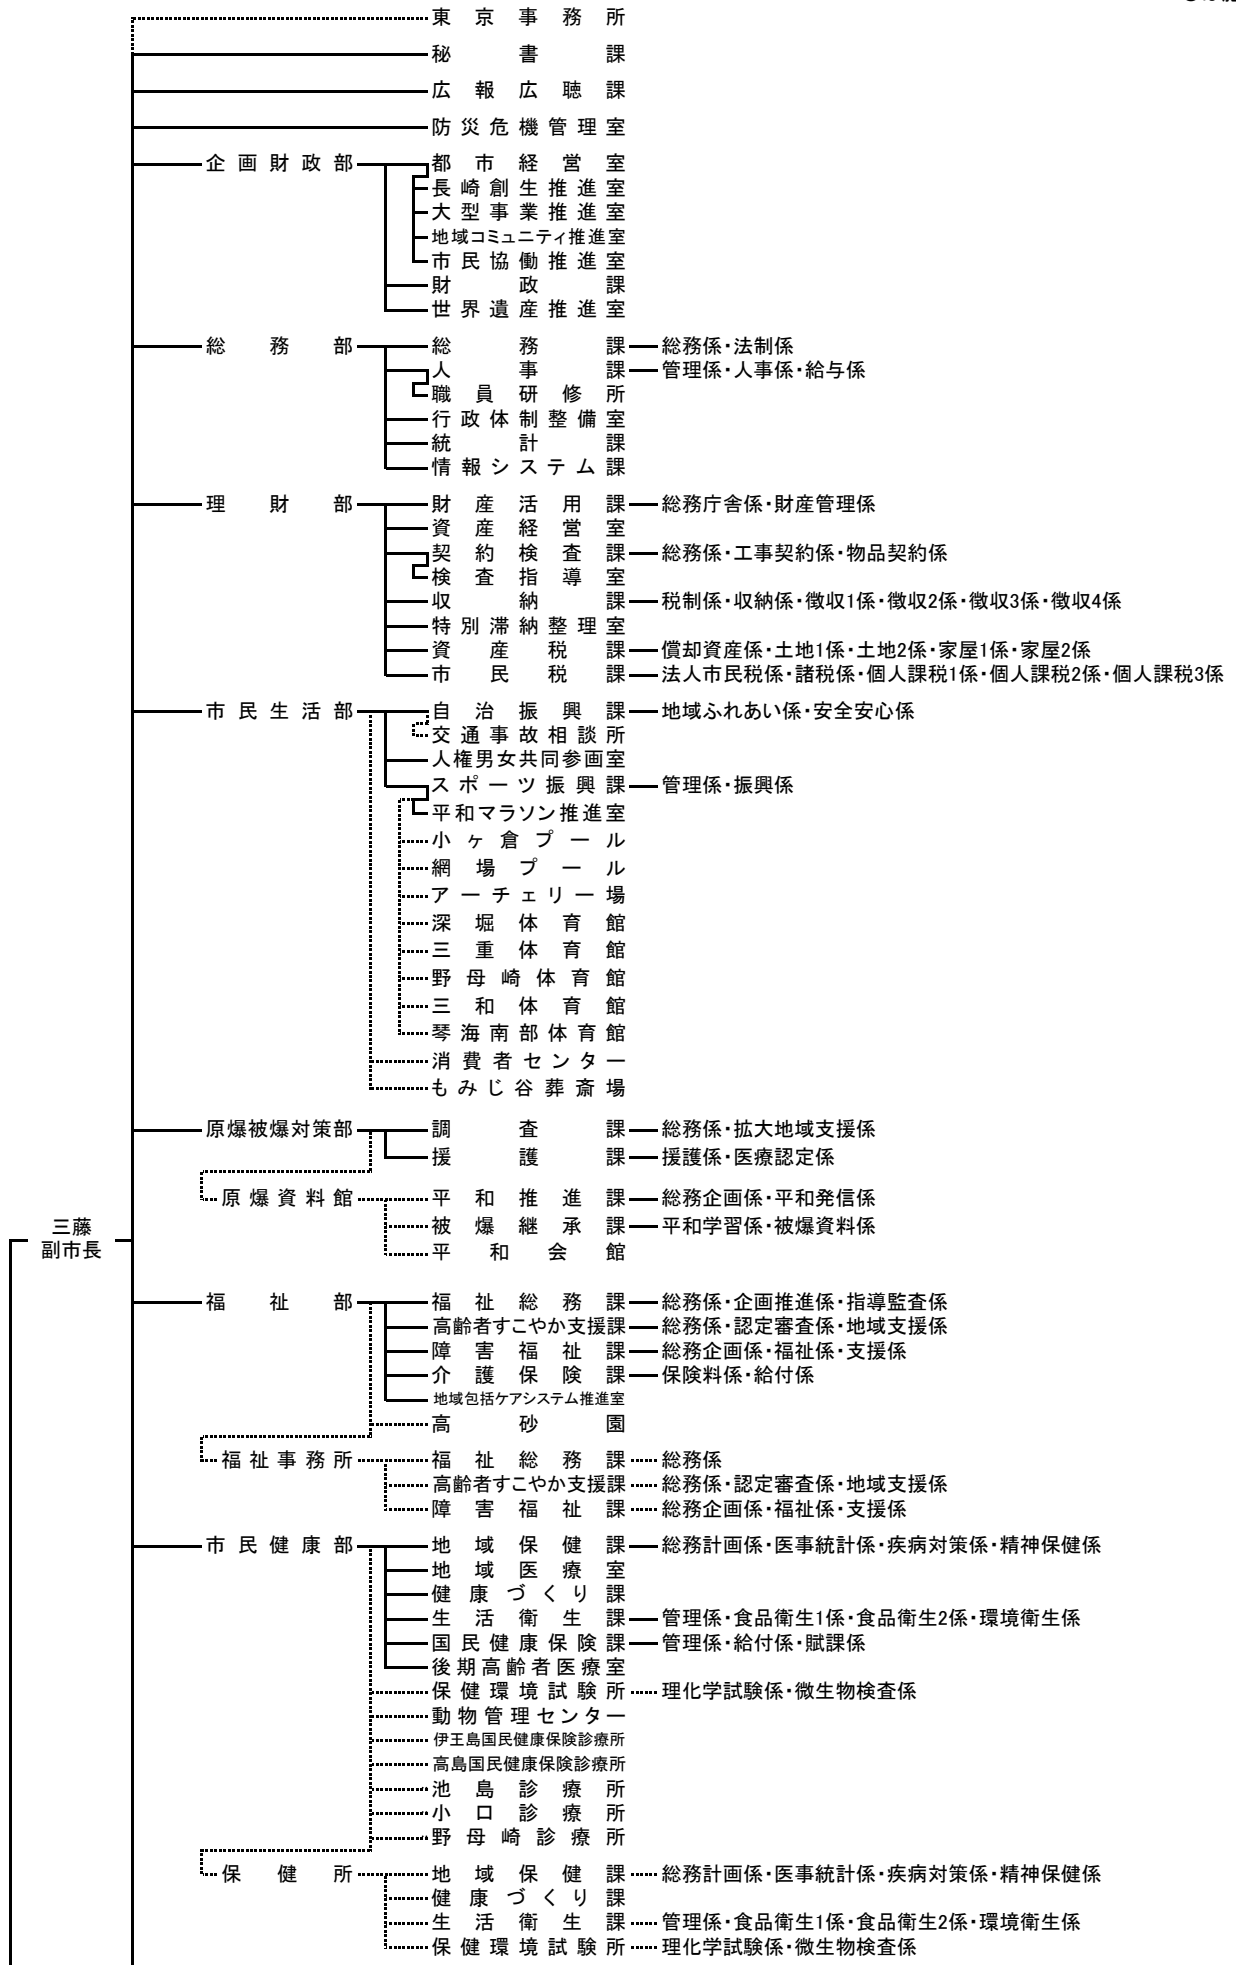 東京事務所
秘書課
広報広聴課
防災危機管理室
企画財政部 都市経営室
長崎創生推進室
大型事業推進室
地域コミュニティ推進室
市民協働推進室
財政課
世界遺産推進室
総務部 総務課 総務係・法制係
人事課 管理係・人事係・給与係
職員研修所
行政体制整備室
統計課
情報システム課
理財部 財産活用課 総務庁舎係・財産管理係
資産経営室
契約検査課 総務係・工事契約係・物品契約係
検査指導室
収納課 税制係・収納係・徴収1係・徴収2係・徴収3係・徴収4係
特別滞納整理室
資産税課 償却資産係・土地1係・土地2係・家屋1係・家屋2係
市民税課 法人市民税係・諸税係・個人課税1係・個人課税2係・個人課税3係
市民生活部 自治振興課 地域ふれあい係・安全安心係
交通事故相談所
人権男女共同参画室
スポーツ振興課 管理係・振興係
平和マラソン推進室
小ヶ倉プール
網場プール
アーチェリー場
深堀体育館
三重体育館
野母崎体育館
三和体育館
琴海南部体育館
消費者センター
もみじ谷葬斎場
原爆被爆対策部 調査課 総務係・拡大地域支援係
援護課 援護係・医療認定係
原爆資料館 平和推進課 総務企画係・平和発信係
被爆継承課 平和学習係・被爆資料係
平和会館
三藤
副市長
福祉部 福祉総務課 総務係・企画推進係・指導監査係
高齢者すこやか支援課 総務係・認定審査係・地域支援係
障害福祉課 総務企画係・福祉係・支援係
介護保険課 保険料係・給付係
地域包括ケアシステム推進室
高砂園
福祉事務所 福祉総務課 総務係
高齢者すこやか支援課 総務係・認定審査係・地域支援係
障害福祉課 総務企画係・福祉係・支援係
市民健康部 地域保健課 総務計画係・医事統計係・疾病対策係・精神保健係
地域医療室
健康づくり課
生活衛生課 管理係・食品衛生1係・食品衛生2係・環境衛生係
国民健康保険課 管理係・給付係・賦課係
後期高齢者医療室
保健環境試験所 理化学試験係・微生物検査係
動物管理センター
伊王島国民健康保険診療所
高島国民健康保険診療所
池島診療所
小口診療所
野母崎診療所
保健所 地域保健課 総務計画係・医事統計係・疾病対策係・精神保健係
健康づくり課
生活衛生課 管理係・食品衛生1係・食品衛生2係・環境衛生係
保健環境試験所 理化学試験係・微生物検査係